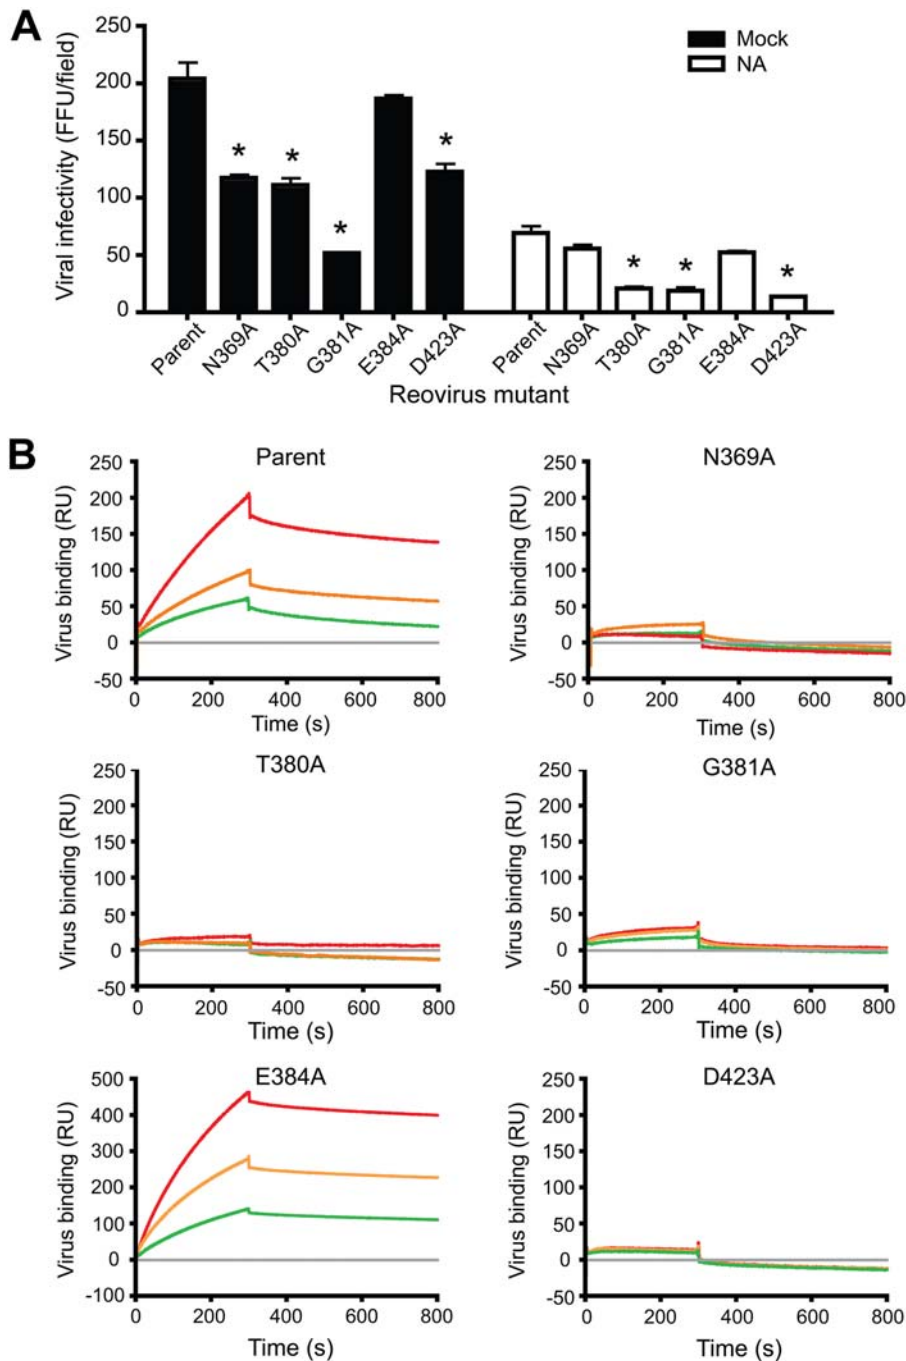 A
Viral infectivity (FFU/field)
250
200
150
100
50
0
Mock
NA
* * * * * * *
Parent N369A T380A G381A E384A D423A Parent N369A T380A G381A E384A D423A
Reovirus mutant
B
Parent
Virus binding (RU)
250
200
150
100
50
0
-50
0 200 400 600 800
Time (s)
N369A
Virus binding (RU)
250
200
150
100
50
0
-50
0 200 400 600 800
Time (s)
T380A
Virus binding (RU)
250
200
150
100
50
0
-50
0 200 400 600 800
Time (s)
G381A
Virus binding (RU)
250
200
150
100
50
0
-50
0 200 400 600 800
Time (s)
E384A
Virus binding (RU)
500
400
300
200
100
0
-100
0 200 400 600 800
Time (s)
D423A
Virus binding (RU)
250
200
150
100
50
0
-50
0 200 400 600 800
Time (s)